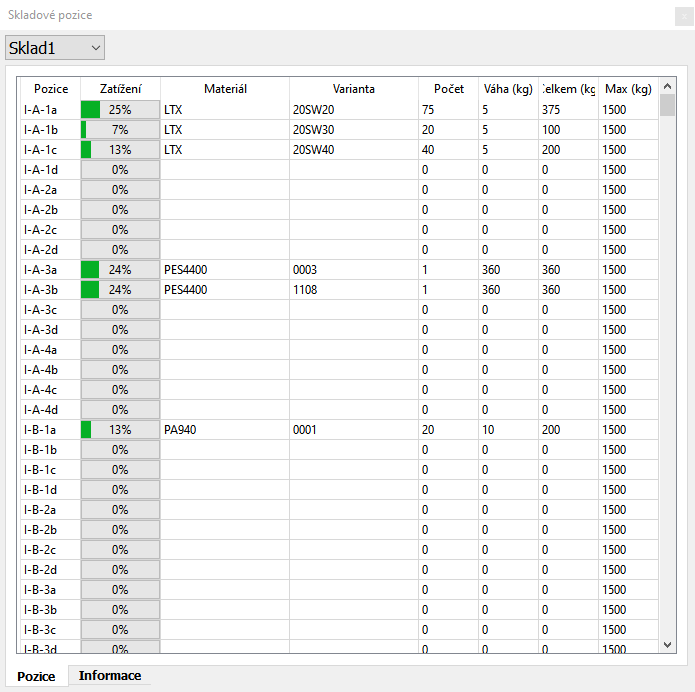 Skladové pozice
Sklad1
Pozice Zatížení Materiál Varianta Počet Váha (kg) Celkem (kg Max (kg)
I-A-1a 25% LTX 20SW20 75 5 375 1500
I-A-1b 7% LTX 20SW30 20 5 100 1500
I-A-1c 13% LTX 20SW40 40 5 200 1500
I-A-1d 0% 0 0 0 1500
I-A-2a 0% 0 0 0 1500
I-A-2b 0% 0 0 0 1500
I-A-2c 0% 0 0 0 1500
I-A-2d 0% 0 0 0 1500
I-A-3a 24% PES4400 0003 1 360 360 1500
I-A-3b 24% PES4400 1108 1 360 360 1500
I-A-3c 0% 0 0 0 1500
I-A-3d 0% 0 0 0 1500
I-A-4a 0% 0 0 0 1500
I-A-4b 0% 0 0 0 1500
I-A-4c 0% 0 0 0 1500
I-A-4d 0% 0 0 0 1500
I-B-1a 13% PA940 0001 20 10 200 1500
I-B-1b 0% 0 0 0 1500
I-B-1c 0% 0 0 0 1500
I-B-1d 0% 0 0 0 1500
I-B-2a 0% 0 0 0 1500
I-B-2b 0% 0 0 0 1500
I-B-2c 0% 0 0 0 1500
I-B-2d 0% 0 0 0 1500
I-B-3a 0% 0 0 0 1500
I-B-3b 0% 0 0 0 1500
I-B-3c 0% 0 0 0 1500
I-B-3d 0% 0 0 0 1500
Pozice Informace